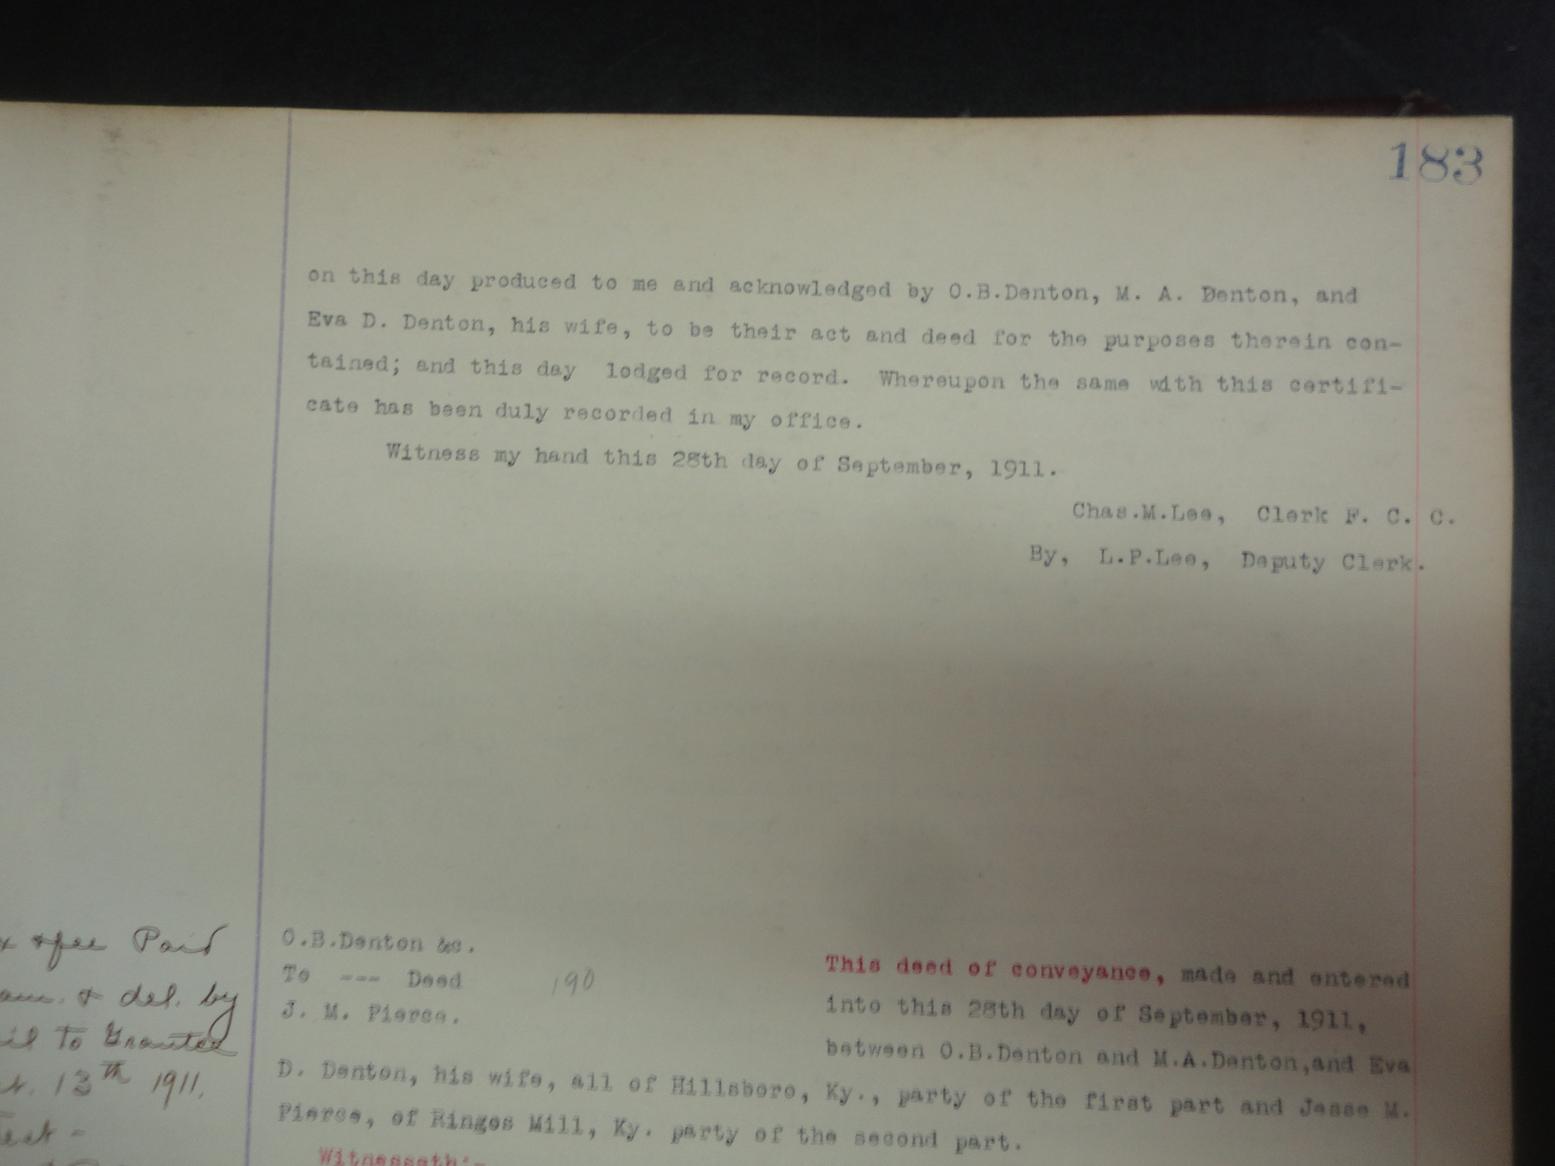 183
on this day produced to me and acknowledged by O.B.Denton, M. A. Denton, and
Eva D. Denton, his wife, to be their act and deed for the purposes therein con-
tained; and this day lodged for record. Whereupon the same with this certifi-
cate has been duly recorded in my office.
Witness my hand this 28th day of September, 1911.
Chas.M.Lee, Clerk F. C. C.
By, L.P.Lee, Deputy Clerk.
fee Paid
& del. by
To Grantee
13th 1911.
O.B.Denton &c.
To --- Deed 190
J. M. Pierce.
This deed of conveyance, made and entered
into this 28th day of September, 1911,
between O.B.Denton and M.A.Denton,and Eva
D. Denton, his wife, all of Hillsboro, Ky., party of the first part and Jesse M.
Pierce, of Ringos Mill, Ky. party of the second part.
Witnesseth:-